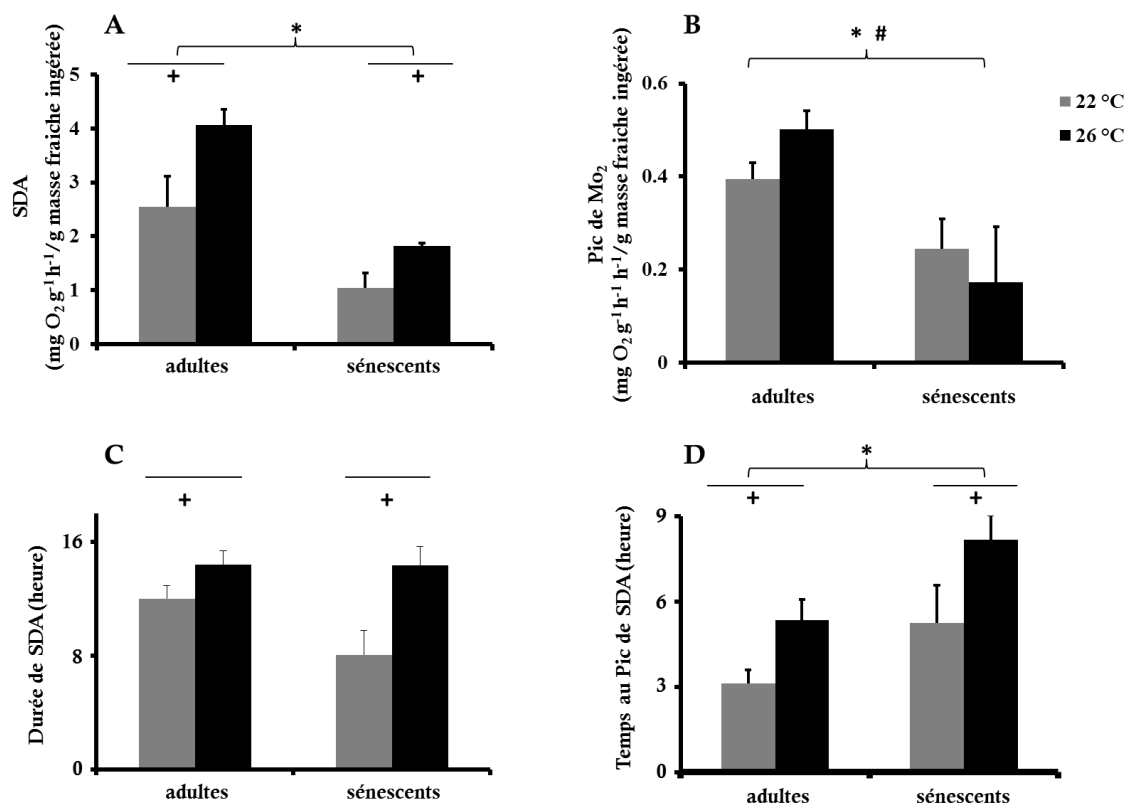 A
*
+
+
SDA
(mg O₂ g⁻¹ h⁻¹/ g masse fraiche ingérée)
5
4
3
2
1
0
adultes
sénescents
B
* #
Pic de Mo₂
(mg O₂ g⁻¹ h⁻¹ h⁻¹/g masse fraiche ingérée)
0.6
0.4
0.2
0
adultes
sénescents
22 °C
26 °C
C
+
+
Durée de SDA (heure)
16
8
0
adultes
sénescents
D
*
+
+
Temps au Pic de SDA (heure)
9
6
3
0
adultes
sénescents